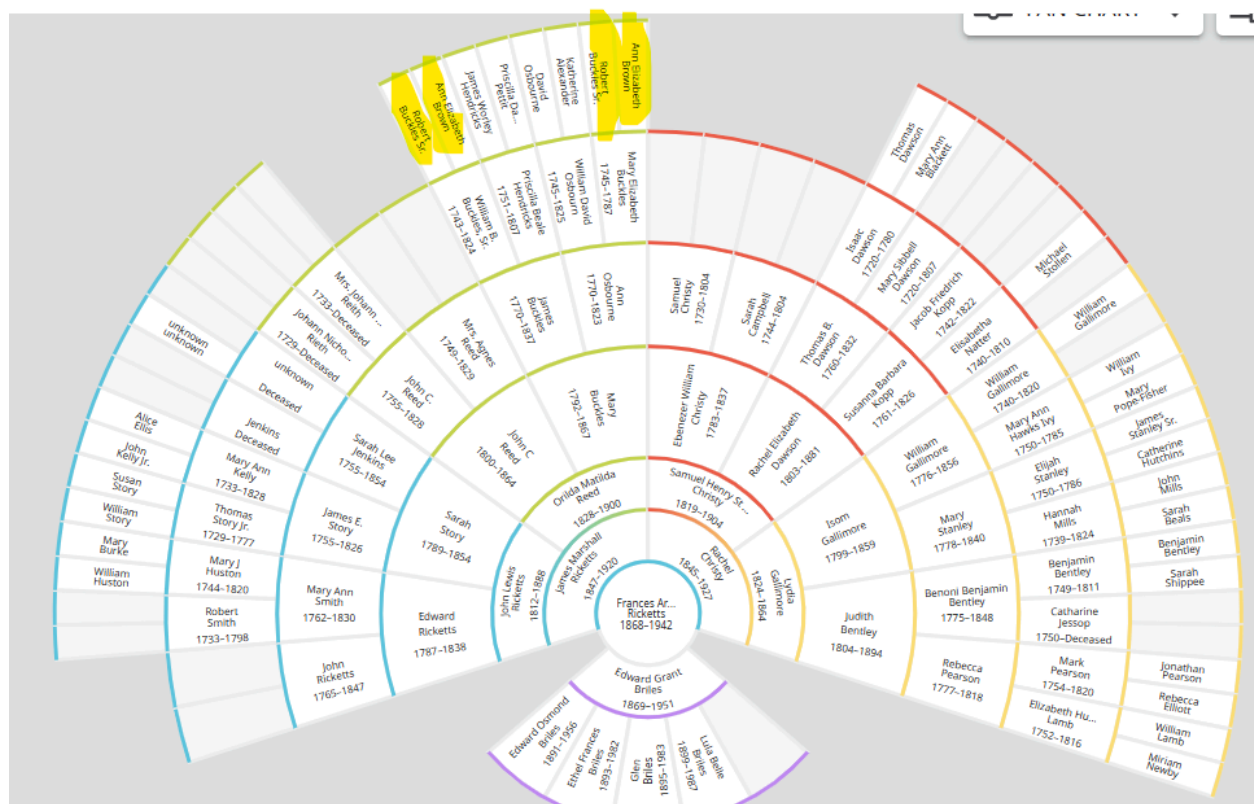 FAN CHART
Robert
Buckles Sr.
Ann Elizabeth
Brown
James Worley
Hendricks
Priscilla Da...
Pettit
David
Osbourne
Katherine
Alexander
Robert
Buckles Sr.
Ann Elizabeth
Brown
Thomas
Dawson
Mary Ann
Blackett
Michael
Stollen
William
Gallimore
William
Ivy
Mary
Pope-Fisher
James
Stanley Sr.
Catherine
Hutchins
John
Mills
Sarah
Beals
Benjamin
Bentley
Sarah
Shippee
Jonathan
Pearson
Rebecca
Elliott
William
Lamb
Miriam
Newby
unknown
unknown
Alice
Ellis
John
Kelly Jr.
Susan
Story
William
Story
Mary
Burke
William
Huston
Robert
Smith
1733–1798
Mary J
Huston
1744–1820
Thomas
Story Jr.
1729–1777
Mary Ann
Kelly
1733–1828
Jenkins
Deceased
unknown
Deceased
Johann Nicho...
Rieth
1729–Deceased
Mrs. Johann ...
Reith
1733–Deceased
William B.
Buckles, Sr.
1743–1824
Priscilla Beale
Hendricks
1751–1807
William David
Osbourn
1745–1825
Mary Elizabeth
Buckles
1745–1787
Isaac
Dawson
1720–1780
Mary Sibbell
Dawson
1720–1807
Jacob Friedrich
Kopp
1742–1822
Elisabetha
Natter
1740–1810
William
Gallimore
1740–1820
Mary Ann
Hawks Ivy
1750–1785
Elijah
Stanley
1750–1786
Hannah
Mills
1739–1824
Benjamin
Bentley
1749–1811
Catharine
Jessop
1750–Deceased
Mark
Pearson
1754–1820
Elizabeth Hu...
Lamb
1752–1816
John
Ricketts
1765–1847
Mary Ann
Smith
1762–1830
James E.
Story
1755–1826
Sarah Lee
Jenkins
1755–1854
John C.
Reed
1755–1828
Mrs. Agnes
Reed
1749–1829
James
Buckles
1770–1837
Ann
Osbourne
1770–1823
Samuel
Christy
1730–1804
Sarah
Campbell
1744–1804
Thomas B.
Dawson
1760–1832
Susanna Barbara
Kopp
1761–1826
William
Gallimore
1776–1856
Mary
Stanley
1778–1840
Benoni Benjamin
Bentley
1775–1848
Rebecca
Pearson
1777–1818
Edward
Ricketts
1787–1838
Sarah
Story
1789–1854
John C
Reed
1800–1864
Mary
Buckles
1792–1867
Ebenezer William
Christy
1783–1837
Rachel Elizabeth
Dawson
1803–1881
Isom
Gallimore
1799–1859
Judith
Bentley
1804–1894
John Lewis
Ricketts
1812–1888
Orilda Matilda
Reed
1828–1900
Samuel Henry St...
Christy
1819–1904
Lydia
Gallimore
1824–1864
James Marshall
Ricketts
1847–1920
Rachel
Christy
1845–1927
Frances Ar...
Ricketts
1868–1942
Edward Grant
Briles
1869–1951
Edward Osmond
Briles
1891–1956
Ethel Frances
Briles
1893–1982
Glen
Briles
1895–1983
Lula Belle
Briles
1899–1987